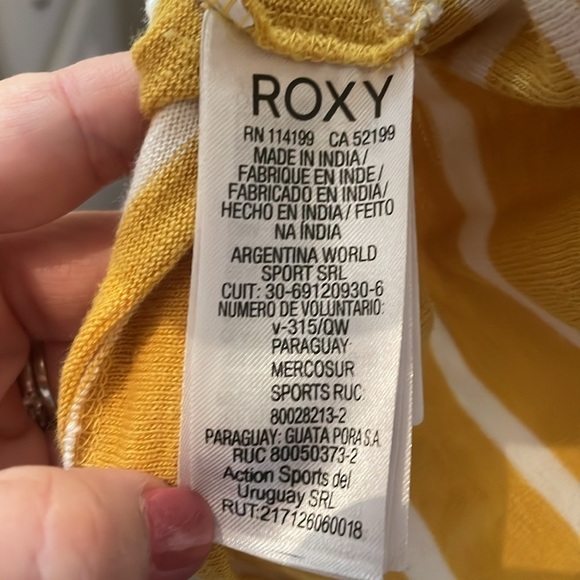 ROXY
RN 114199 CA 52199
MADE IN INDIA/
FABRIQUE EN INDE/
FABRICADO EN INDIA/
HECHO EN INDIA/ FEITO
NA ÍNDIA
ARGENTINA WORLD
SPORT SRL
CUIT: 30-69120930-6
NUMERO DE VOLUNTARIO:
v-315/QW
PARAGUAY:
MERCOSUR
SPORTS RUC:
80028213-2
PARAGUAY: GUATA PORA S.A.
RUC 80050373-2
Action Sports del
Uruguay SRL
RUT:217126060018